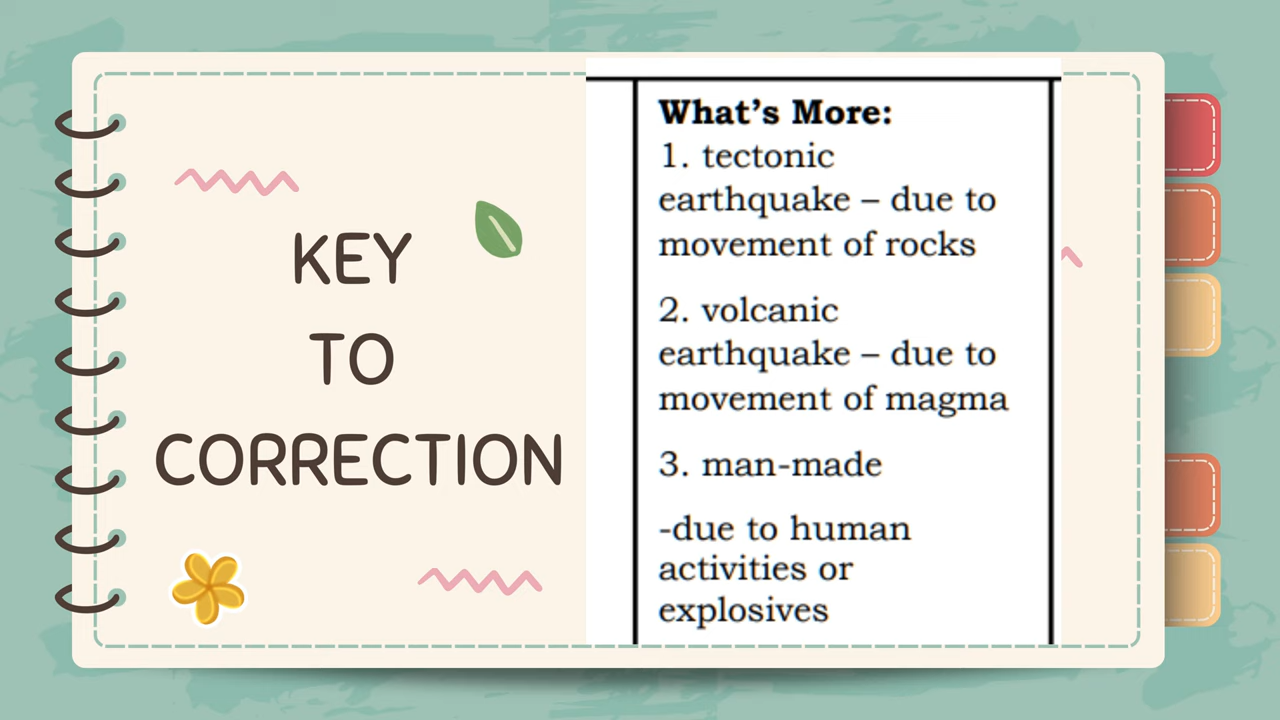 KEY
TO
CORRECTION
What's More:
1. tectonic
earthquake – due to
movement of rocks
2. volcanic
earthquake – due to
movement of magma
3. man-made
-due to human
activities or
explosives